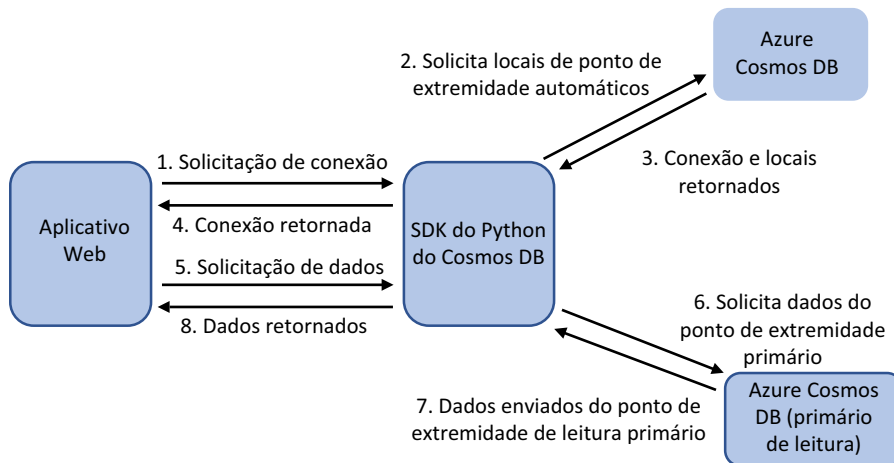 Azure
Cosmos DB
2. Solicita locais de ponto de
extremidade automáticos
3. Conexão e locais
retornados
1. Solicitação de conexão
Aplicativo
Web
4. Conexão retornada
SDK do Python
do Cosmos DB
5. Solicitação de dados
8. Dados retornados
6. Solicita dados do
ponto de extremidade
primário
7. Dados enviados do ponto de
extremidade de leitura primário
Azure Cosmos
DB (primário
de leitura)